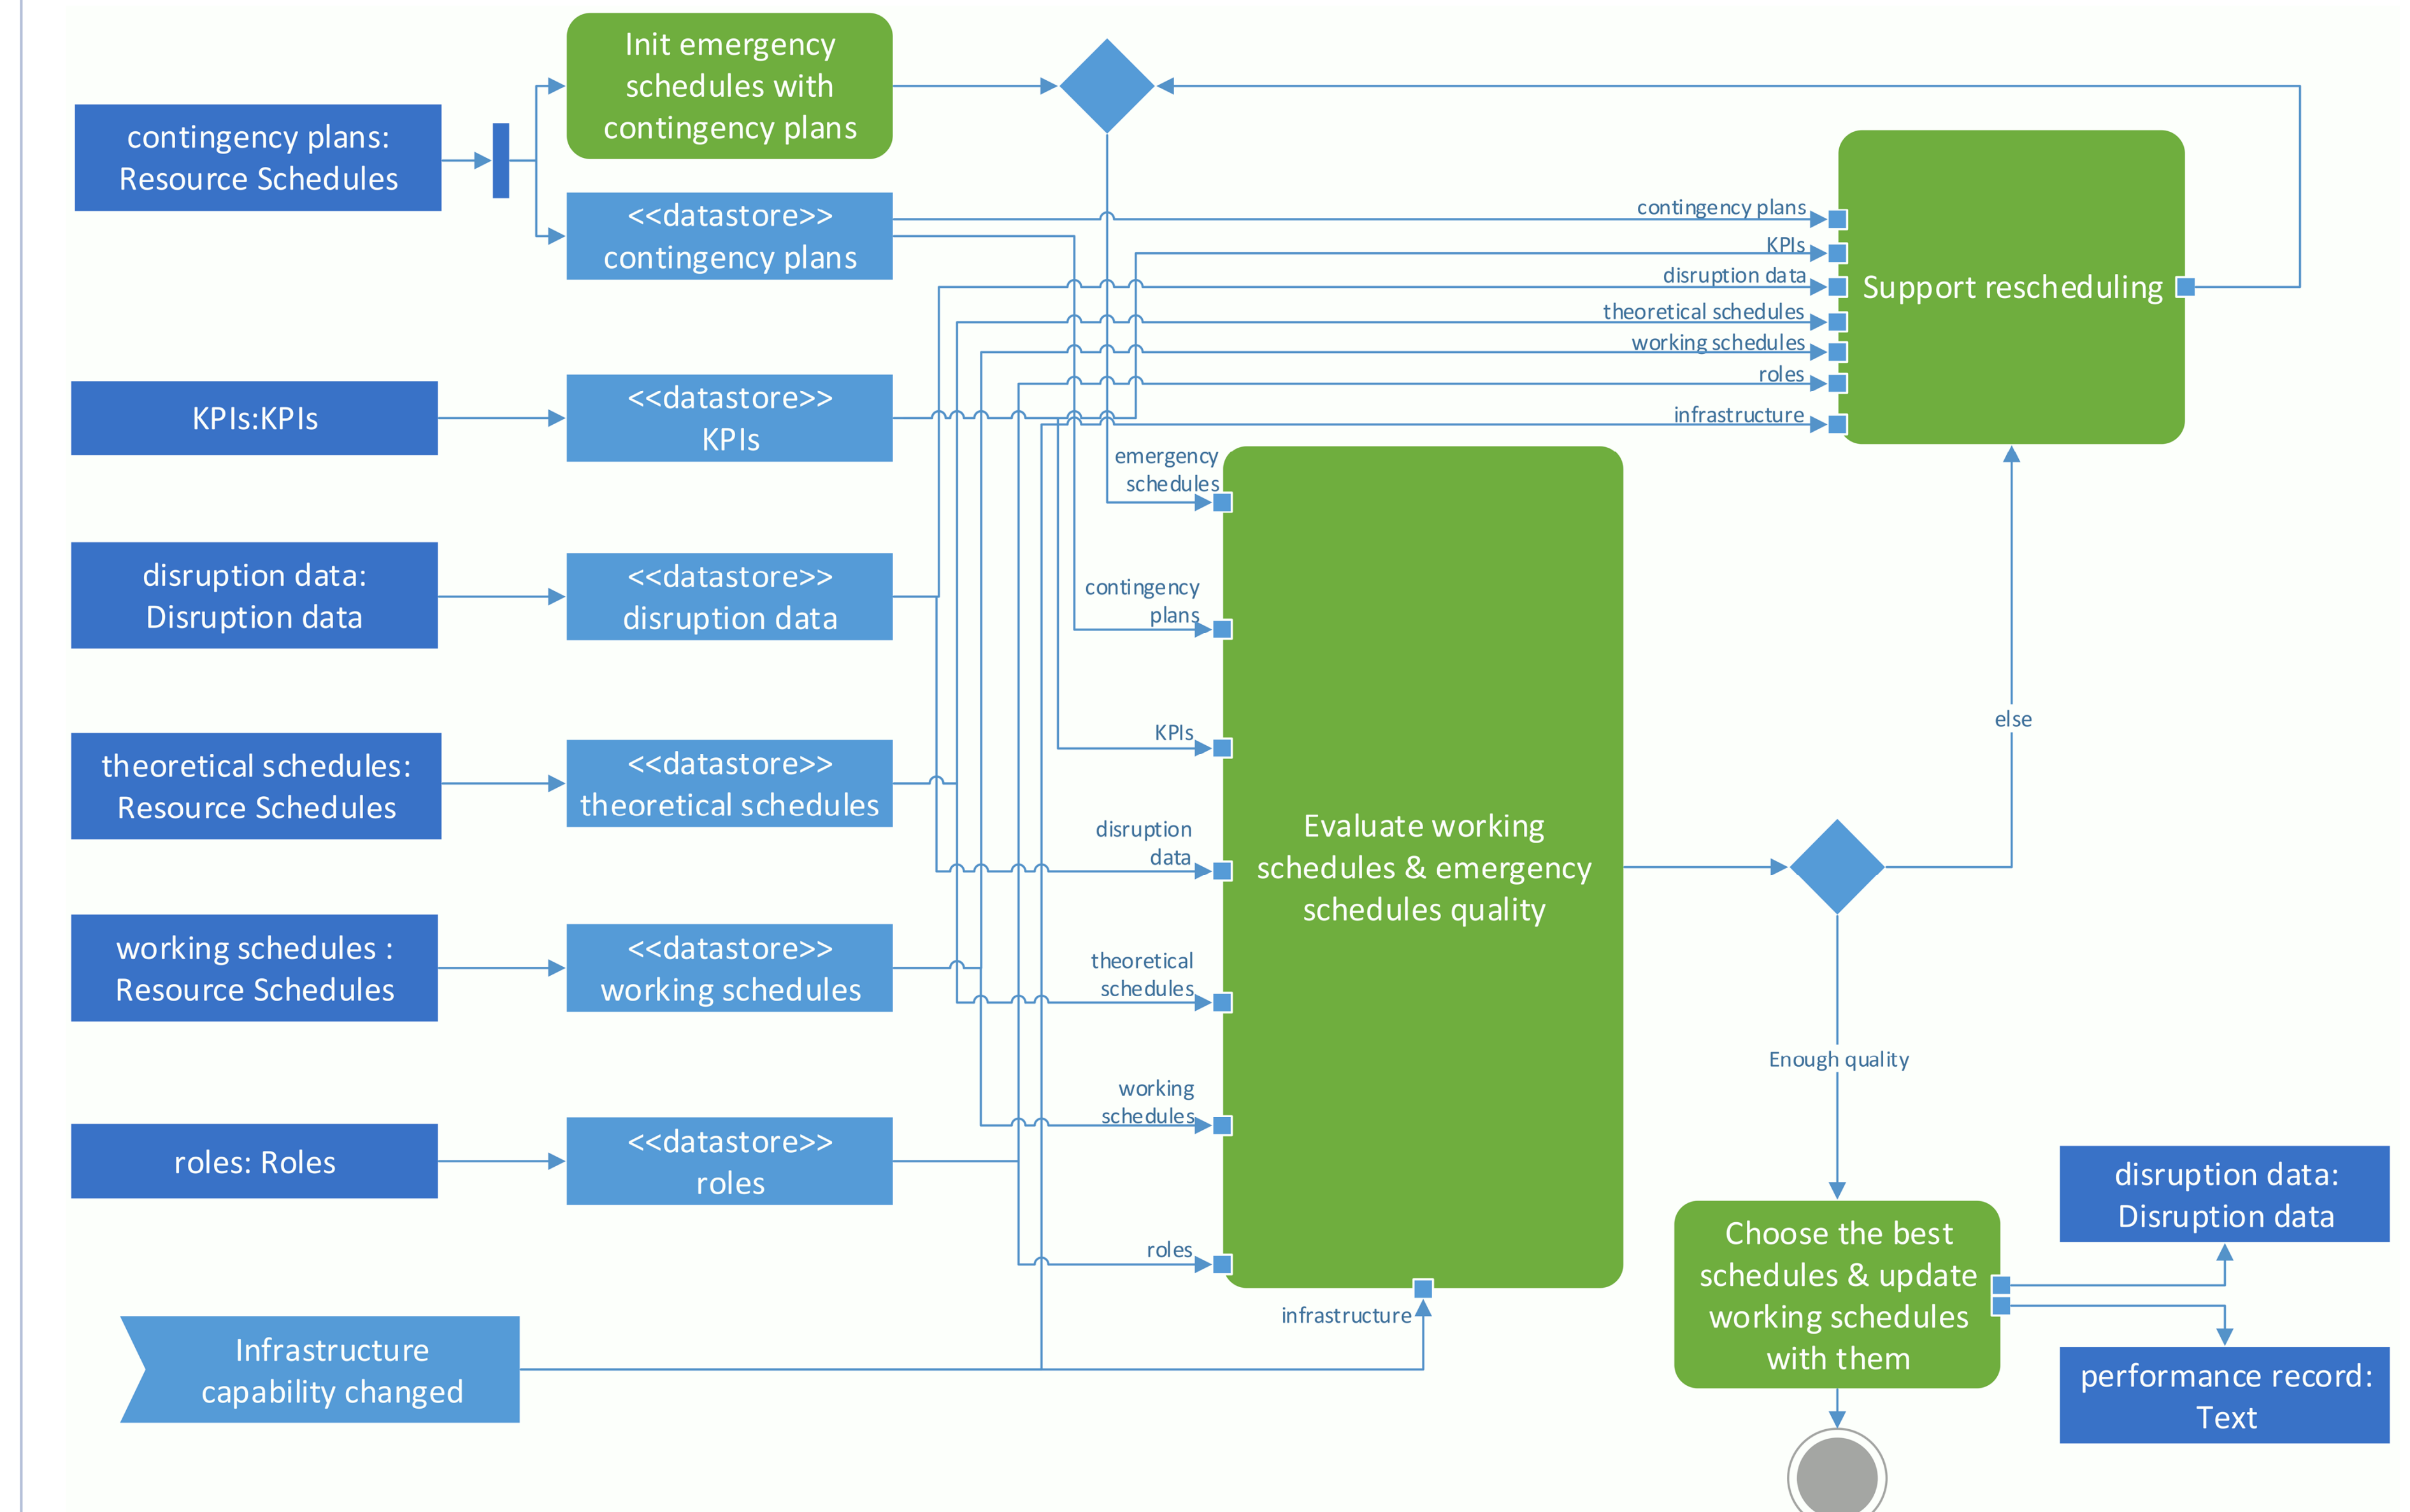 Init emergency
schedules with
contingency plans
contingency plans:
Resource Schedules
<<datastore>>
contingency plans
contingency plans
KPIs
disruption data
theoretical schedules
working schedules
roles
infrastructure
Support rescheduling
KPIs:KPIs
<<datastore>>
KPIs
emergency
schedules
disruption data:
Disruption data
<<datastore>>
disruption data
contingency
plans
KPIs
else
theoretical schedules:
Resource Schedules
<<datastore>>
theoretical schedules
disruption
data
Evaluate working
schedules & emergency
schedules quality
working schedules :
Resource Schedules
<<datastore>>
working schedules
theoretical
schedules
working
schedules
Enough quality
roles: Roles
<<datastore>>
roles
roles
infrastructure
Infrastructure
capability changed
Choose the best
schedules & update
working schedules
with them
disruption data:
Disruption data
performance record:
Text